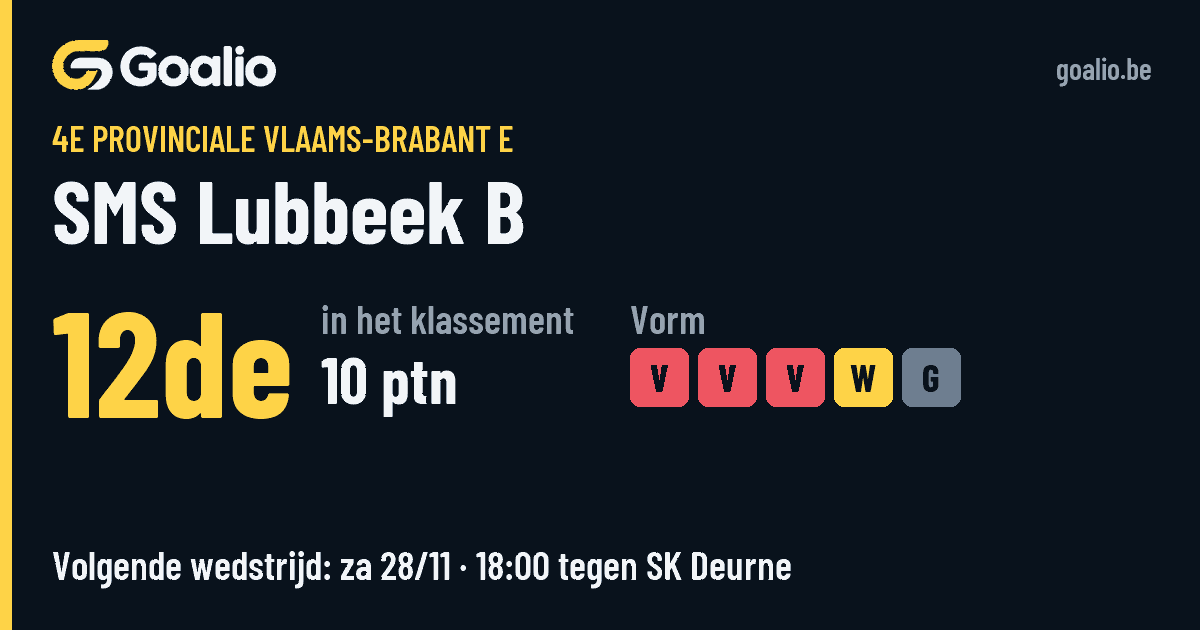 Goalio
goalio.be
4E PROVINCIALE VLAAMS-BRABANT E
SMS Lubbeek B
12de
in het klassement
10 ptn
Vorm
V V V W G
Volgende wedstrijd: za 28/11 · 18:00 tegen SK Deurne